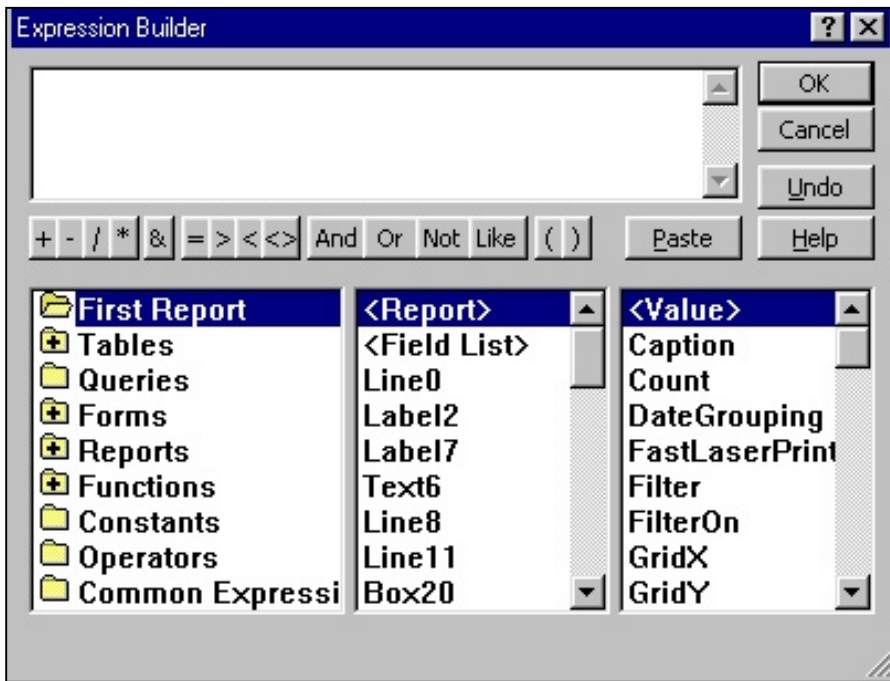 Expression Builder
OK
Cancel
Undo
+ - / * & = > < <> And Or Not Like ( ) Paste Help
First Report <Report> <Value>
Tables <Field List> Caption
Queries Line0 Count
Forms Label2 DateGrouping
Reports Label7 FastLaserPrint
Functions Text6 Filter
Constants Line8 FilterOn
Operators Line11 GridX
Common Expressi Box20 GridY